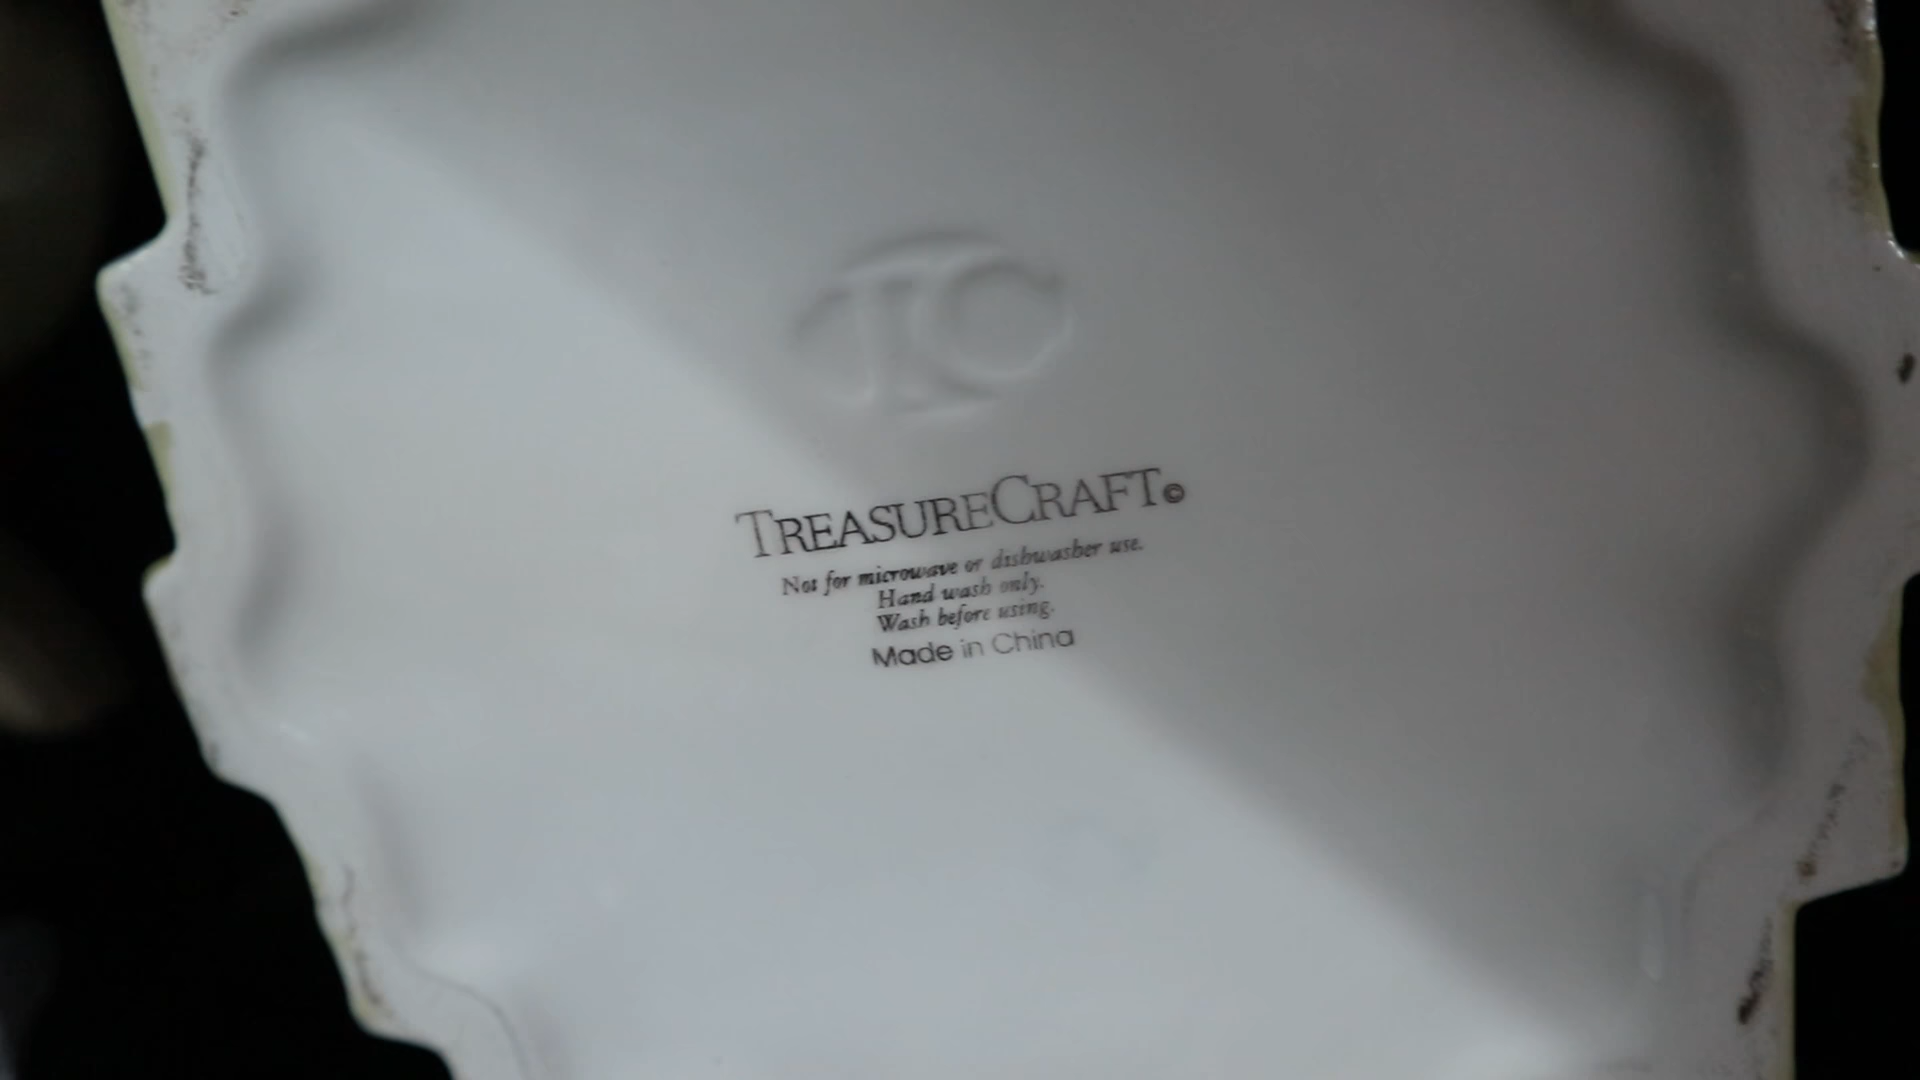 TC
TREASURECRAFT©
Not for microwave or dishwasher use.
Hand wash only.
Wash before using.
Made in China